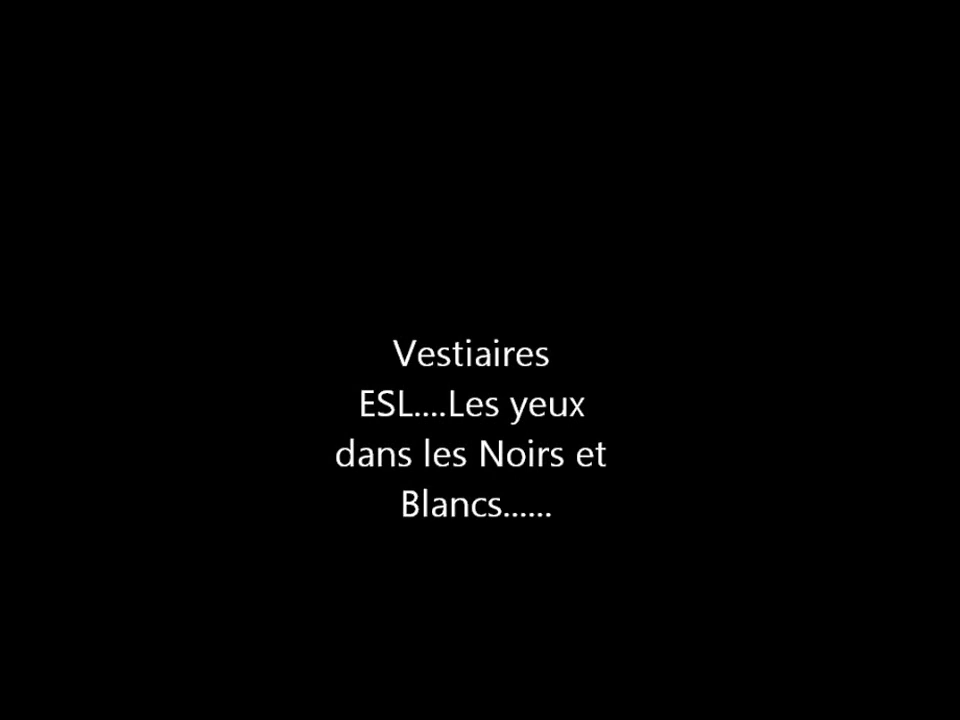 Vestiaires
ESL....Les yeux
dans les Noirs et
Blancs......